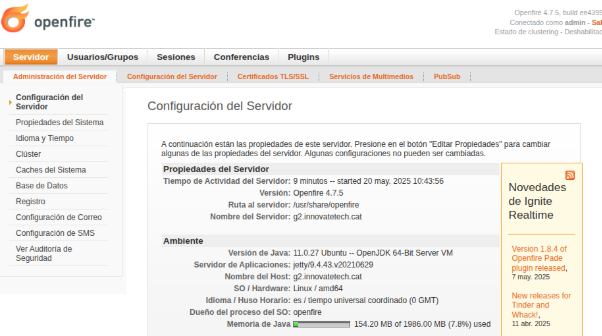 openfire™
Openfire 4.7.5, build ee4395
Conectado como admin - Sal
Estado de clustering - Deshabilitac
Servidor Usuarios/Grupos Sesiones Conferencias Plugins
Administración del Servidor Configuración del Servidor Certificados TLS/SSL Servicios de Multimedios PubSub
Configuración del
Servidor
Propiedades del Sistema
Idioma y Tiempo
Clúster
Caches del Sistema
Base de Datos
Registro
Configuración de Correo
Configuración de SMS
Ver Auditoría de
Seguridad
Configuración del Servidor
A continuación están las propiedades de este servidor. Presione en el botón "Editar Propiedades" para cambiar
algunas de las propiedades del servidor. Algunas configuraciones no pueden ser cambiadas.
Propiedades del Servidor
Tiempo de Actividad del Servidor: 9 minutos -- started 20 may. 2025 10:43:56
Versión: Openfire 4.7.5
Ruta al servidor: /usr/share/openfire
Nombre del Servidor: g2.innovatech.cat
Ambiente
Versión de Java: 11.0.27 Ubuntu -- OpenJDK 64-Bit Server VM
Servidor de Aplicaciones: jetty/9.4.43.v20210629
Nombre del Host: g2.innovatech.cat
SO / Hardware: Linux / amd64
Idioma / Huso Horario: es / tiempo universal coordinado (0 GMT)
Dueño del proceso del SO: openfire
Memoria de Java 154.20 MB of 1986.00 MB (7.8%) used
Novedades
de Ignite
Realtime
Version 1.8.4 of
Openfire Pade
plugin released,
7 may. 2025
New releases for
Tinder and
Whack!,
11 abr. 2025